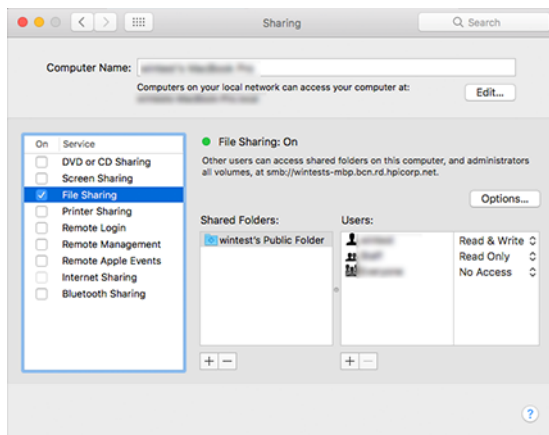 Sharing
Search
Computer Name:
Computers on your local network can access your computer at:
Edit...
On Service
DVD or CD Sharing
Screen Sharing
File Sharing
Printer Sharing
Remote Login
Remote Management
Remote Apple Events
Internet Sharing
Bluetooth Sharing
File Sharing: On
Other users can access shared folders on this computer, and administrators
all volumes, at smb://wintests-mbp.bcn.rd.hpicorp.net.
Options...
Shared Folders:
wintest's Public Folder
Users:
Read & Write
Read Only
No Access
+ −
+ −
?